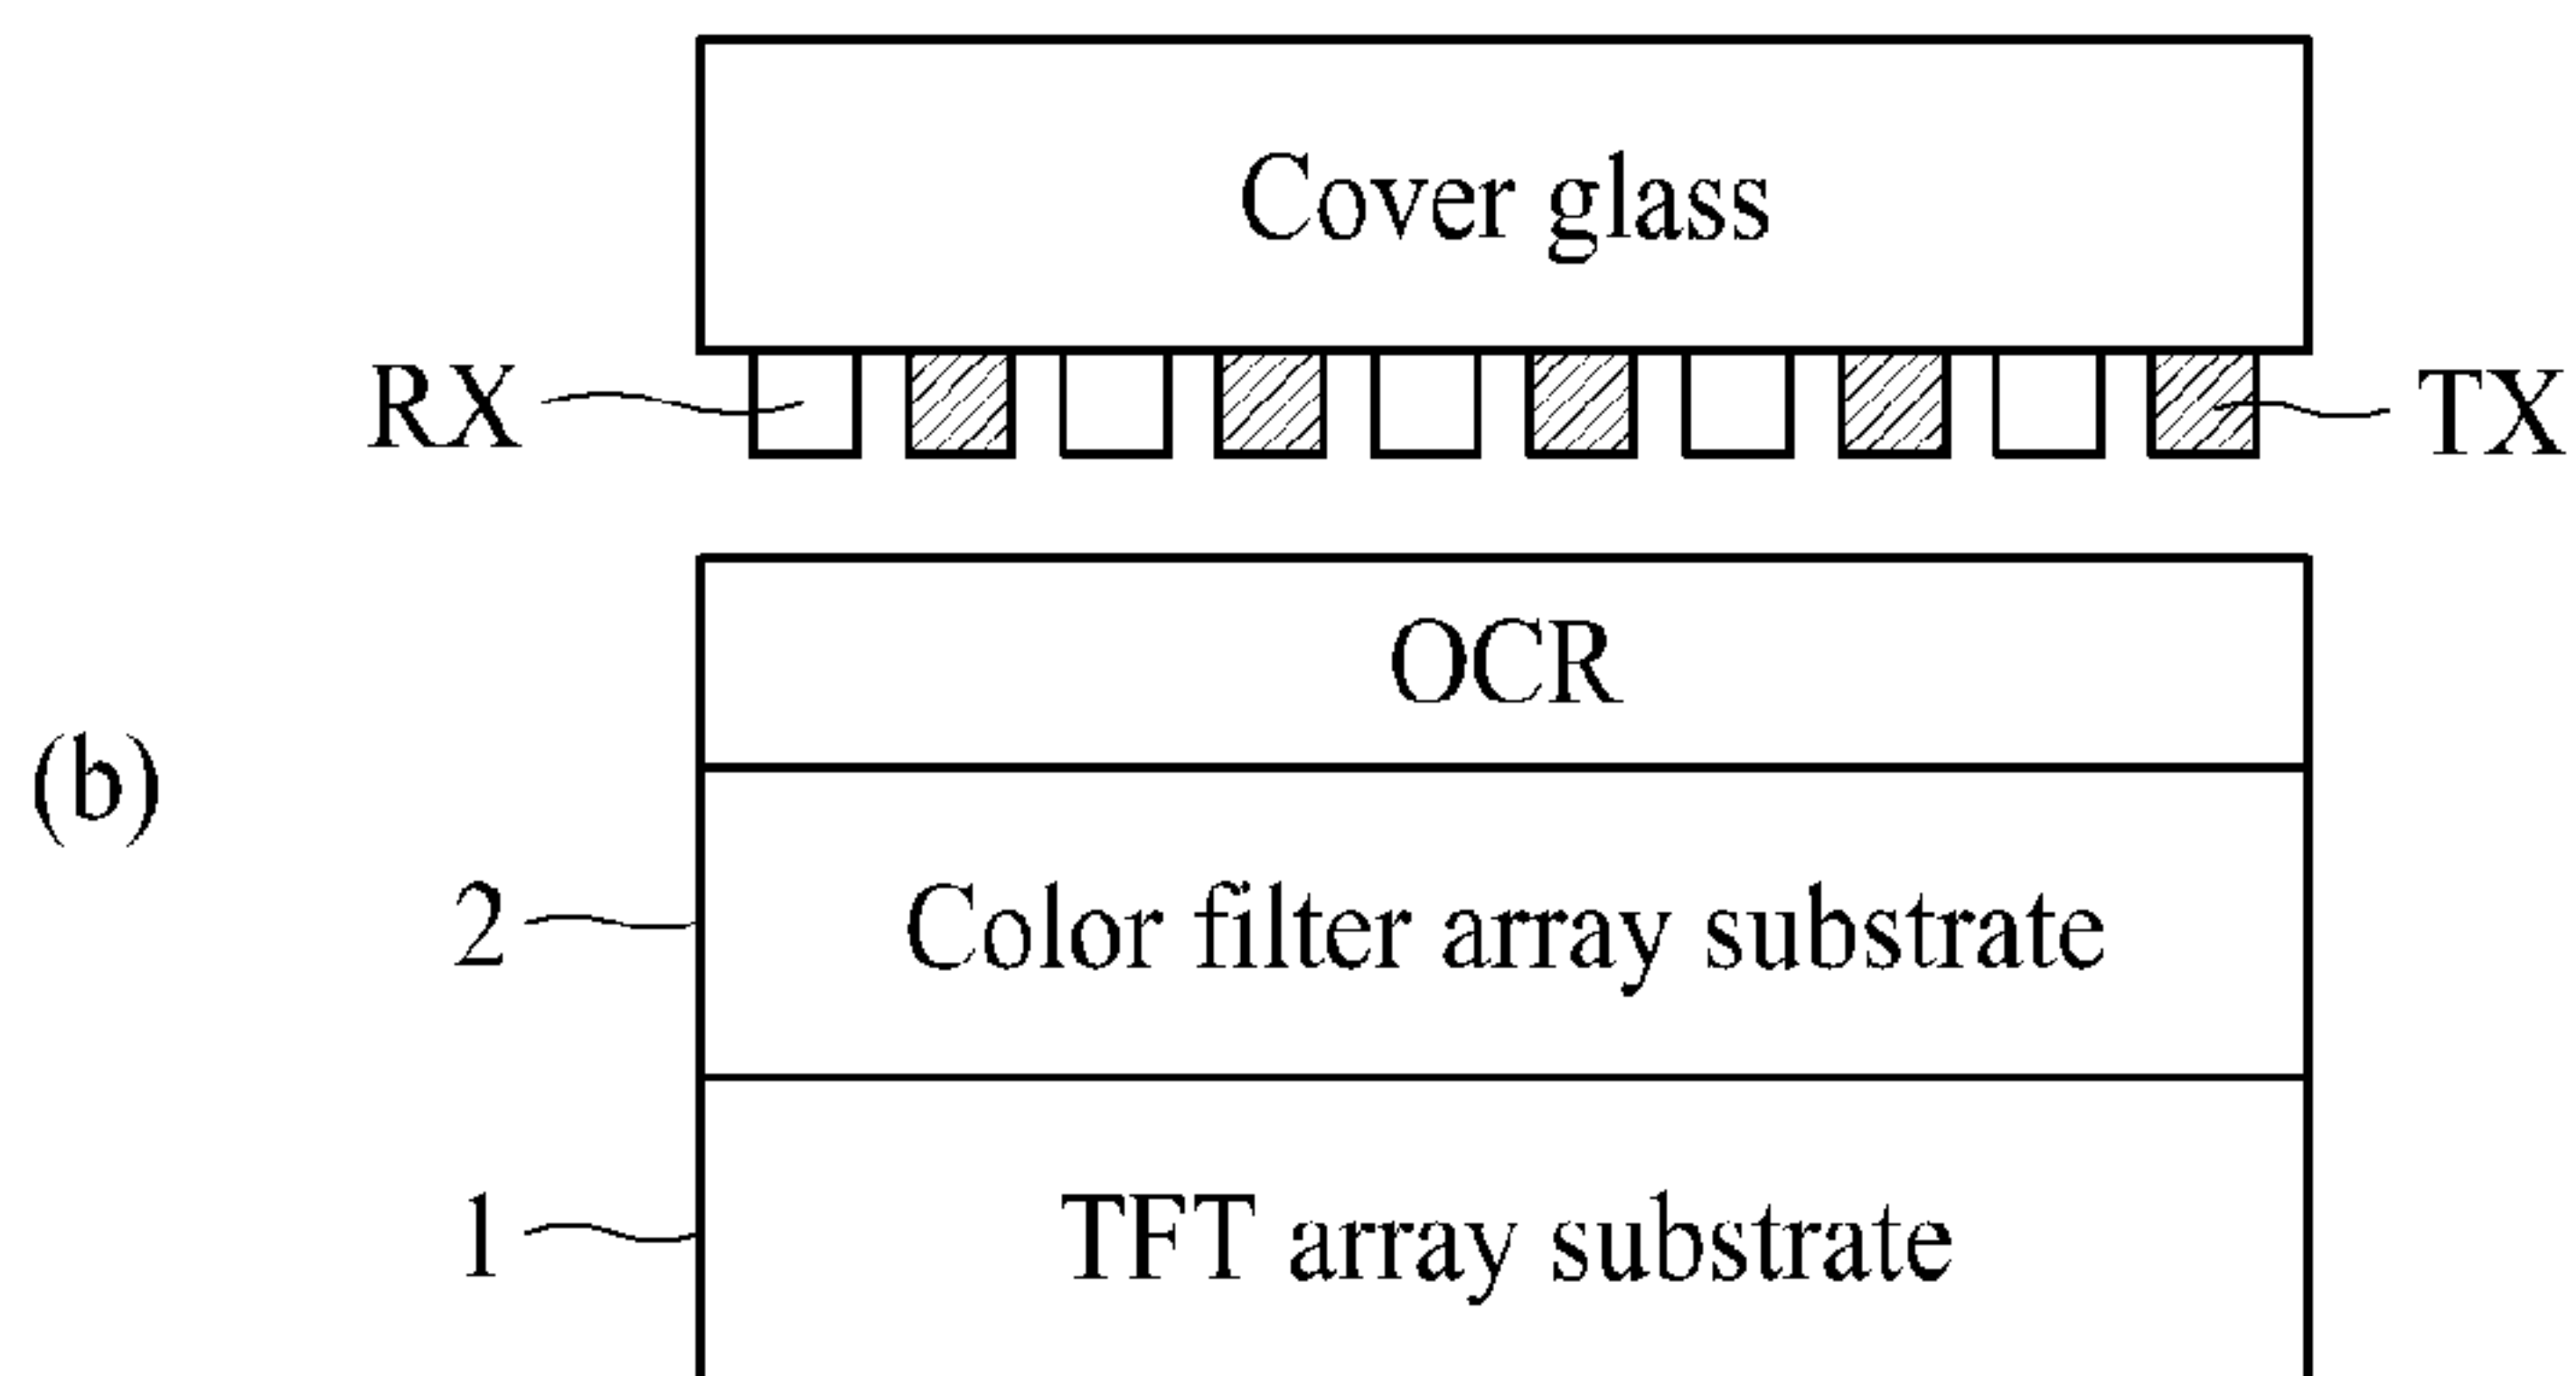 Cover glass
RX
TX
OCR
(b)
2
Color filter array substrate
1
TFT array substrate